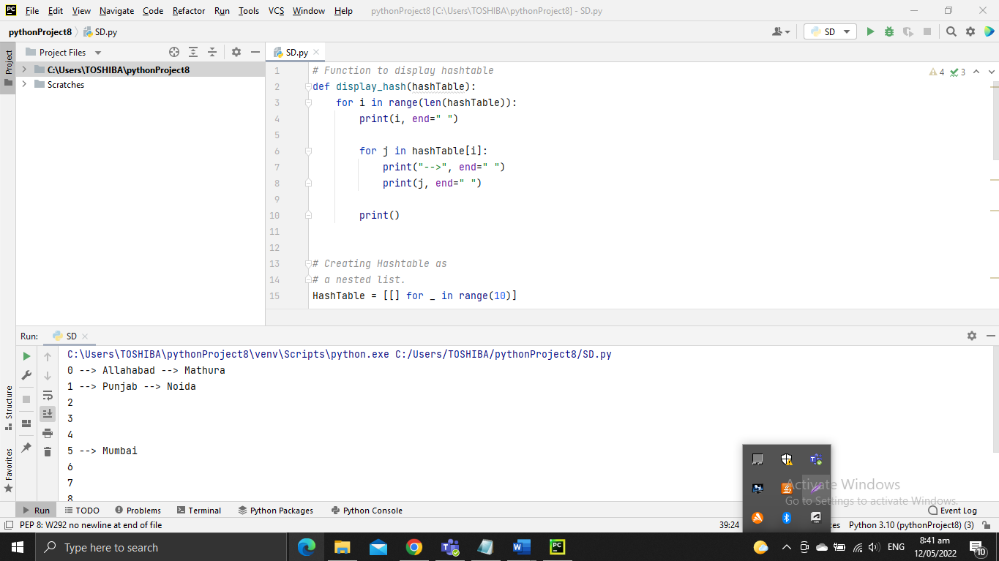 PC File Edit View Navigate Code Refactor Run Tools VCS Window Help pythonProject8 [C:\Users\TOSHIBA\pythonProject8] - SD.py
pythonProject8 SD.py SD
Project
Project Files
SD.py
C:\Users\TOSHIBA\pythonProject8
Scratches
4 3
1 # Function to display hashtable
2 def display_hash(hashTable):
3 for i in range(len(hashTable)):
4 print(i, end=" ")
5
6 for j in hashTable[i]:
7 print("-->", end=" ")
8 print(j, end=" ")
9
10 print()
11
12
13 # Creating Hashtable as
14 # a nested list.
15 HashTable = [[] for _ in range(10)]
Run: SD
C:\Users\TOSHIBA\pythonProject8\venv\Scripts\python.exe C:/Users/TOSHIBA/pythonProject8/SD.py
0 --> Allahabad --> Mathura
1 --> Punjab --> Noida
2
3
4
5 --> Mumbai
6
7
8
Structure
Favorites
Activate Windows
Go to Settings to activate Windows.
Run TODO Problems Terminal Python Packages Python Console Event Log
PEP 8: W292 no newline at end of file 39:24 Python 3.10 (pythonProject8) (3)
Type here to search
ENG
8:41 am
12/05/2022
10